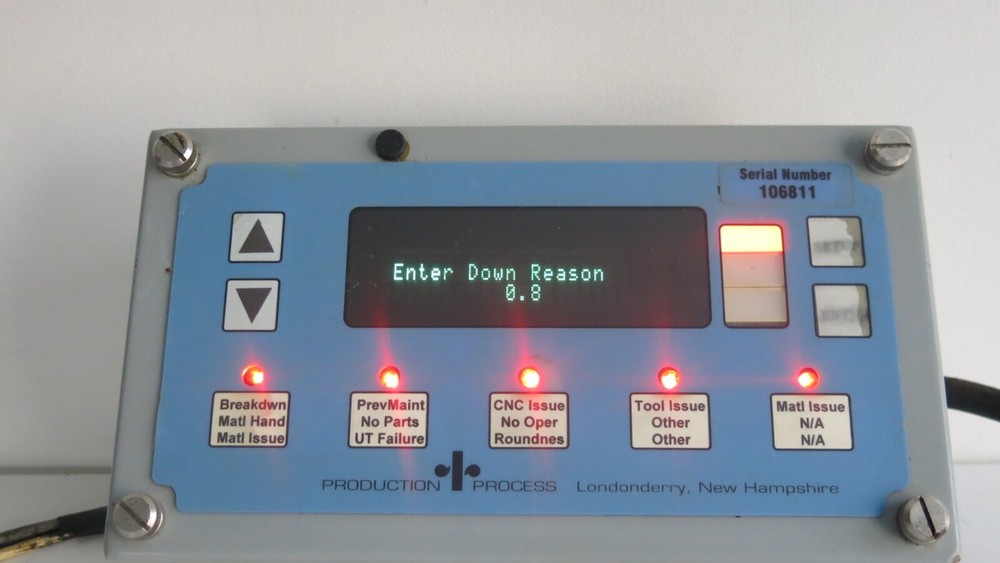 Serial Number
106811
Enter Down Reason
0.8
Breakdwn
Matl Hand
Matl Issue
PrevMaint
No Parts
UT Failure
CNC Issue
No Oper
Roundnes
Tool Issue
Other
Other
Matl Issue
N/A
N/A
PRODUCTION PROCESS Londonderry, New Hampshire